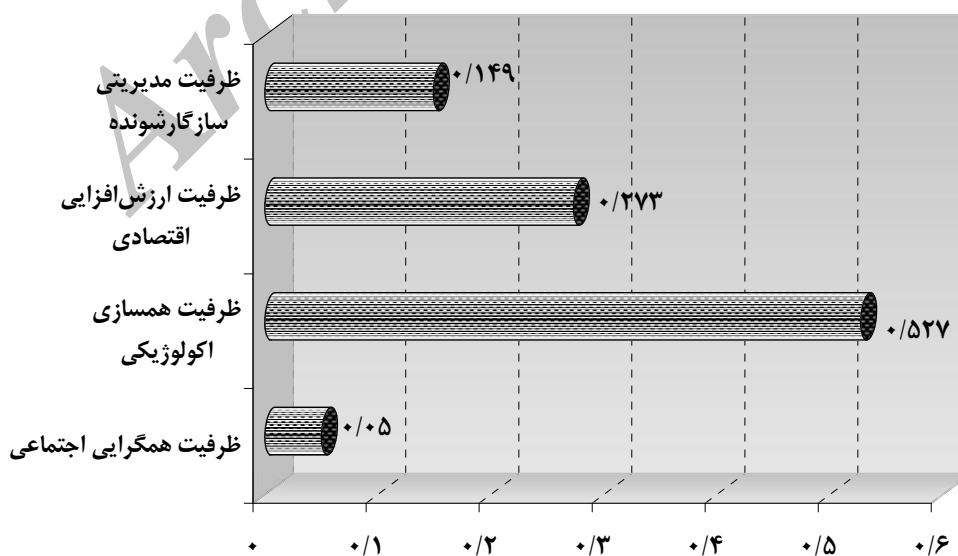 ظرفیت مدیریتی
سازگارشونده
۰/۱۴۹
ظرفیت ارزش‌افزایی
اقتصادی
۰/۲۷۳
ظرفیت همسازی
اکولوژیکی
۰/۵۲۷
ظرفیت همگرایی اجتماعی
۰/۰۵
۰ ۰/۱ ۰/۲ ۰/۳ ۰/۴ ۰/۵ ۰/۶